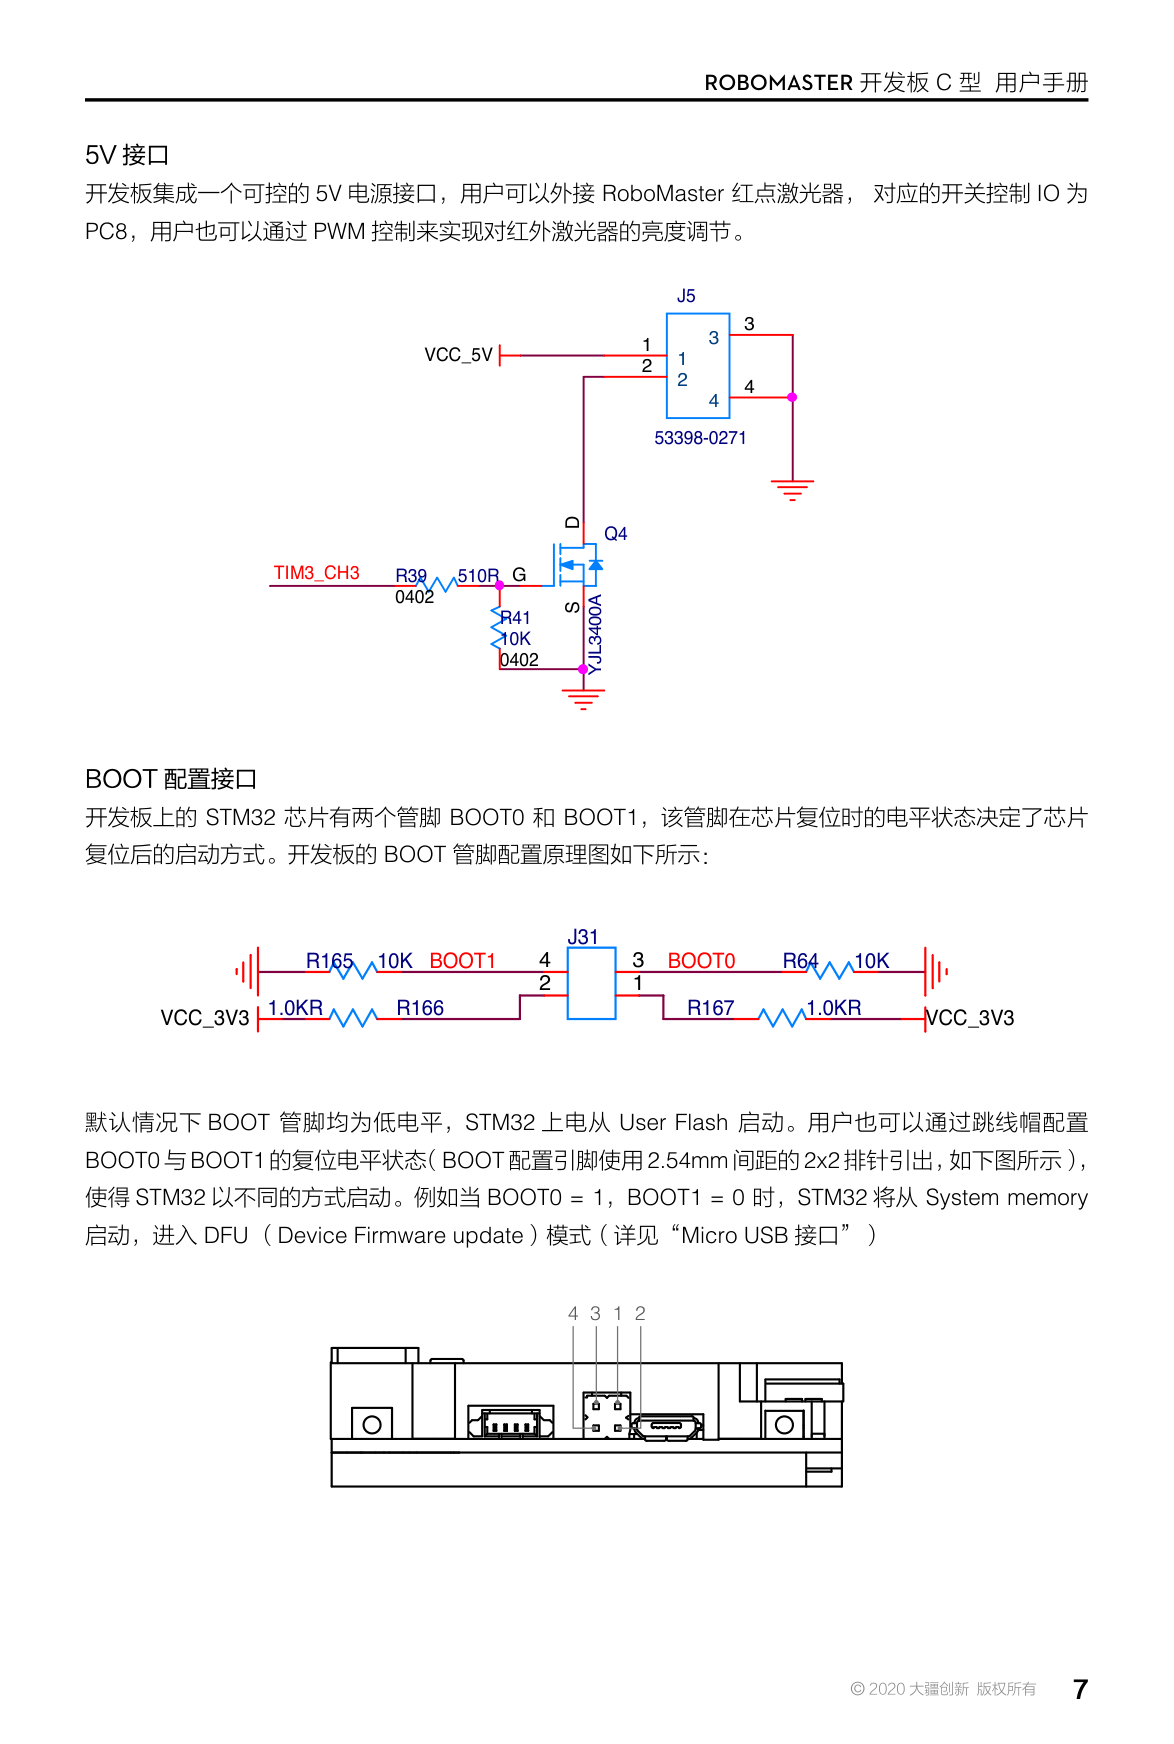 ROBOMASTER 开发板 C 型 用户手册
5V 接口
开发板集成一个可控的 5V 电源接口，用户可以外接 RoboMaster 红点激光器， 对应的开关控制 IO 为
PC8，用户也可以通过 PWM 控制来实现对红外激光器的亮度调节。
J5
VCC_5V
1
2
1
2
3
4
3
4
53398-0271
D
Q4
TIM3_CH3
R39
510R
G
0402
S
YJL3400A
R41
10K
0402
BOOT 配置接口
开发板上的 STM32 芯片有两个管脚 BOOT0 和 BOOT1，该管脚在芯片复位时的电平状态决定了芯片
复位后的启动方式。开发板的 BOOT 管脚配置原理图如下所示：
J31
R165 10K BOOT1 4 3 BOOT0 R64 10K
2 1
VCC_3V3 1.0KR R166 R167 1.0KR VCC_3V3
默认情况下 BOOT 管脚均为低电平，STM32 上电从 User Flash 启动。用户也可以通过跳线帽配置
BOOT0 与 BOOT1 的复位电平状态（ BOOT 配置引脚使用 2.54mm 间距的 2x2 排针引出，如下图所示 ），
使得 STM32 以不同的方式启动。例如当 BOOT0 = 1，BOOT1 = 0 时，STM32 将从 System memory
启动，进入 DFU （ Device Firmware update ）模式（ 详见“Micro USB 接口” ）
4 3 1 2
© 2020 大疆创新 版权所有 7